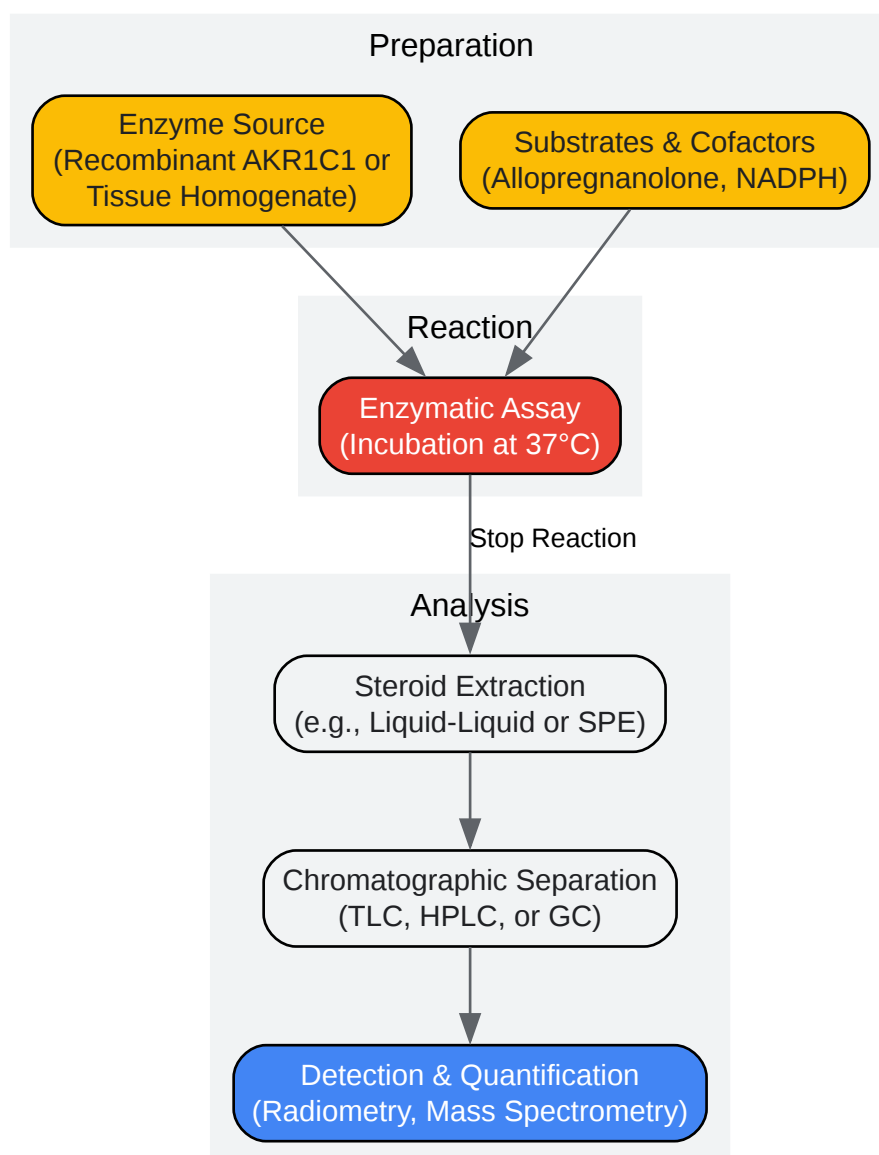 Preparation
Enzyme Source
(Recombinant AKR1C1 or
Tissue Homogenate)
Substrates & Cofactors
(Allopregnanolone, NADPH)
Reaction
Enzymatic Assay
(Incubation at 37°C)
Stop Reaction
Analysis
Steroid Extraction
(e.g., Liquid-Liquid or SPE)
Chromatographic Separation
(TLC, HPLC, or GC)
Detection & Quantification
(Radiometry, Mass Spectrometry)